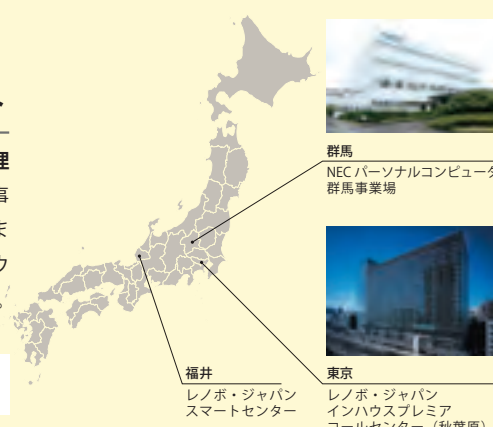 理
事
ま
。
群馬
NEC パーソナルコンピュータ
群馬事業場
福井
レノボ・ジャパン
スマートセンター
東京
レノボ・ジャパン
インハウスプレミア
コールセンター（秋葉原）